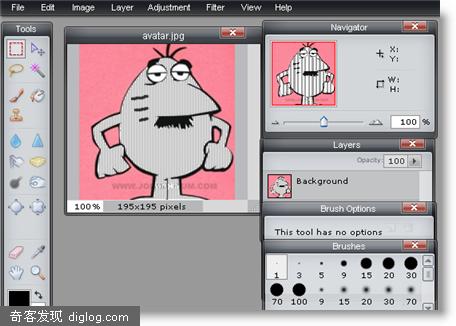 File Edit Image Layer Adjustment Filter View Help
Tools
avatar.jpg
100% 195x195 pixels
Navigator
X:
Y:
W:
H:
100 %
Layers
Opacity: 100
Background
Brush Options
This tool has no options
Brushes
1 3 5 9 15 20 30
70 100 9 15 20 30 70
奇客发现 diglog.com